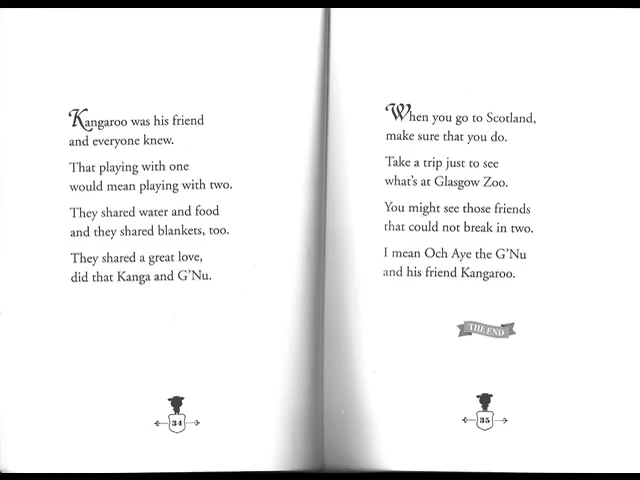 Kangaroo was his friend
and everyone knew.
That playing with one
would mean playing with two.
They shared water and food
and they shared blankets, too.
They shared a great love,
did that Kanga and G'Nu.
34
When you go to Scotland,
make sure that you do.
Take a trip just to see
what's at Glasgow Zoo.
You might see those friends
that could not break in two.
I mean Och Aye the G'Nu
and his friend Kangaroo.
THE END
35